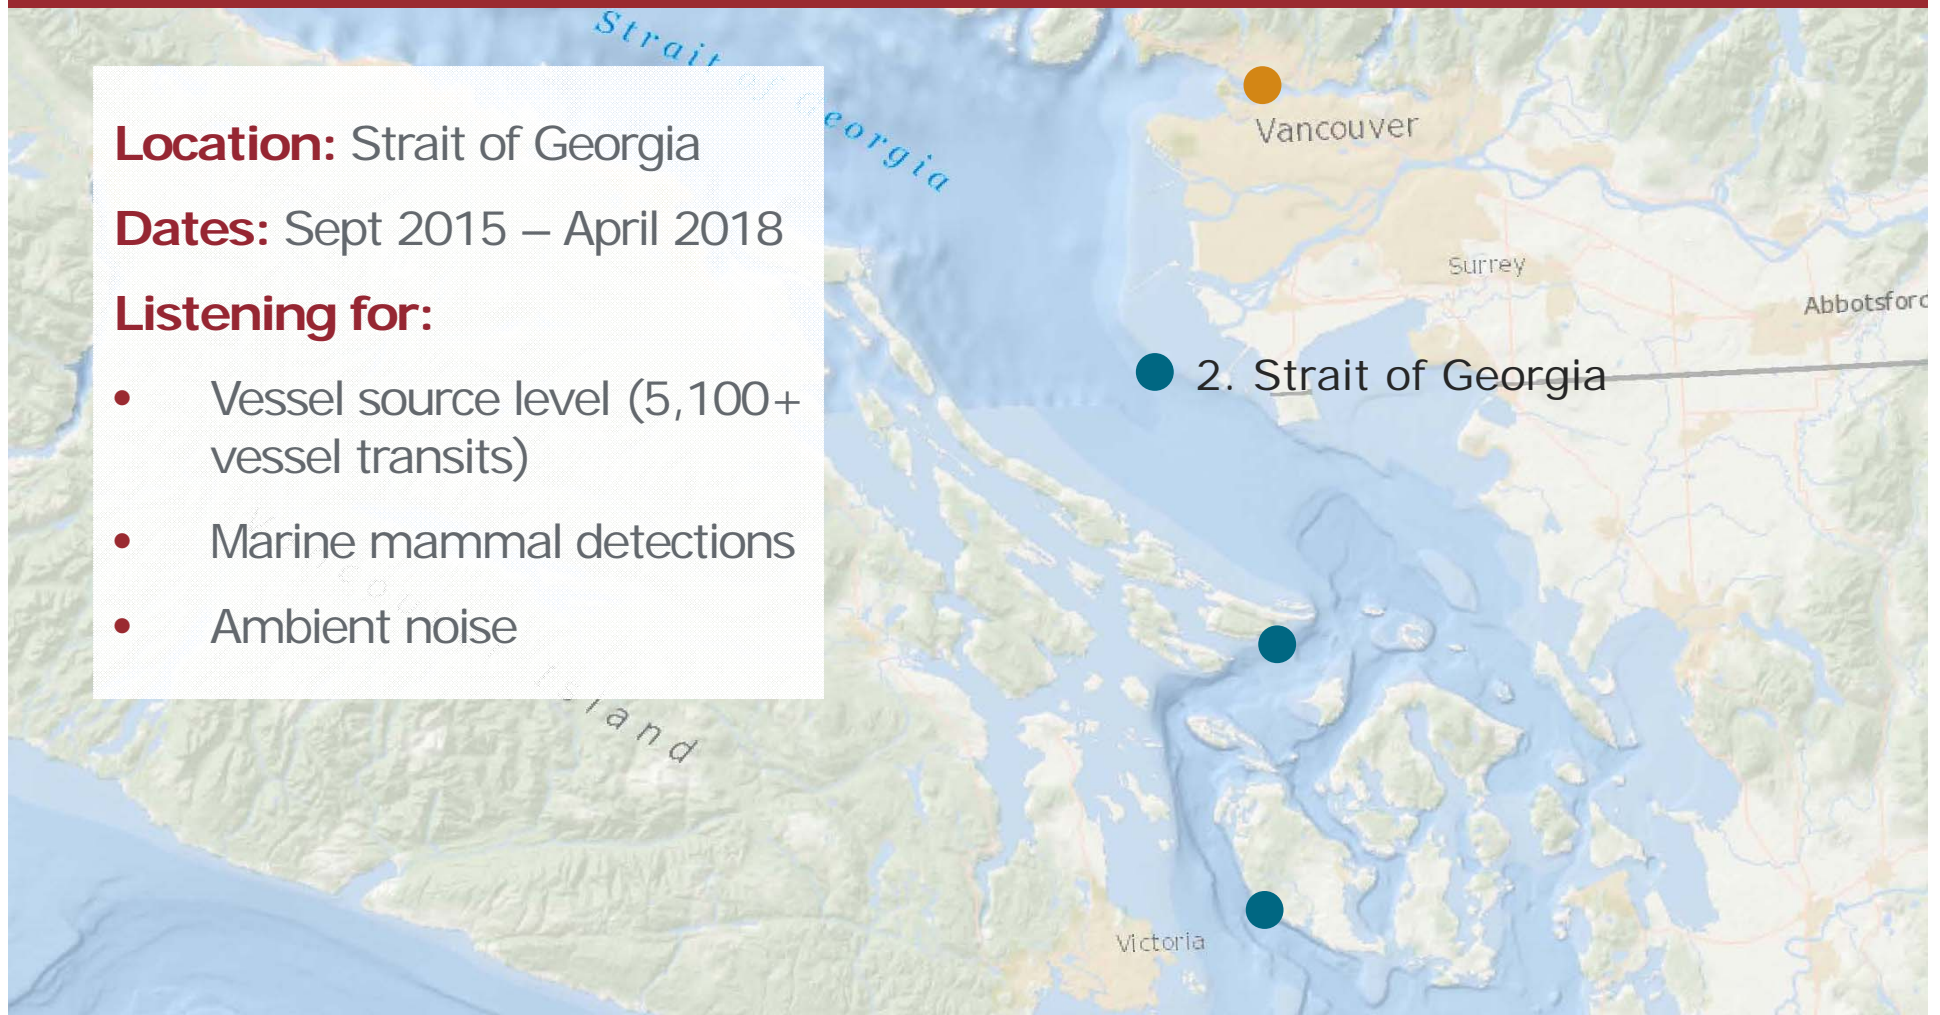 Strait of Georgia
Location: Strait of Georgia
Dates: Sept 2015 – April 2018
Listening for:
• Vessel source level (5,100+
vessel transits)
• Marine mammal detections
• Ambient noise
Island
Vancouver
Surrey
Abbotsford
2. Strait of Georgia
Victoria